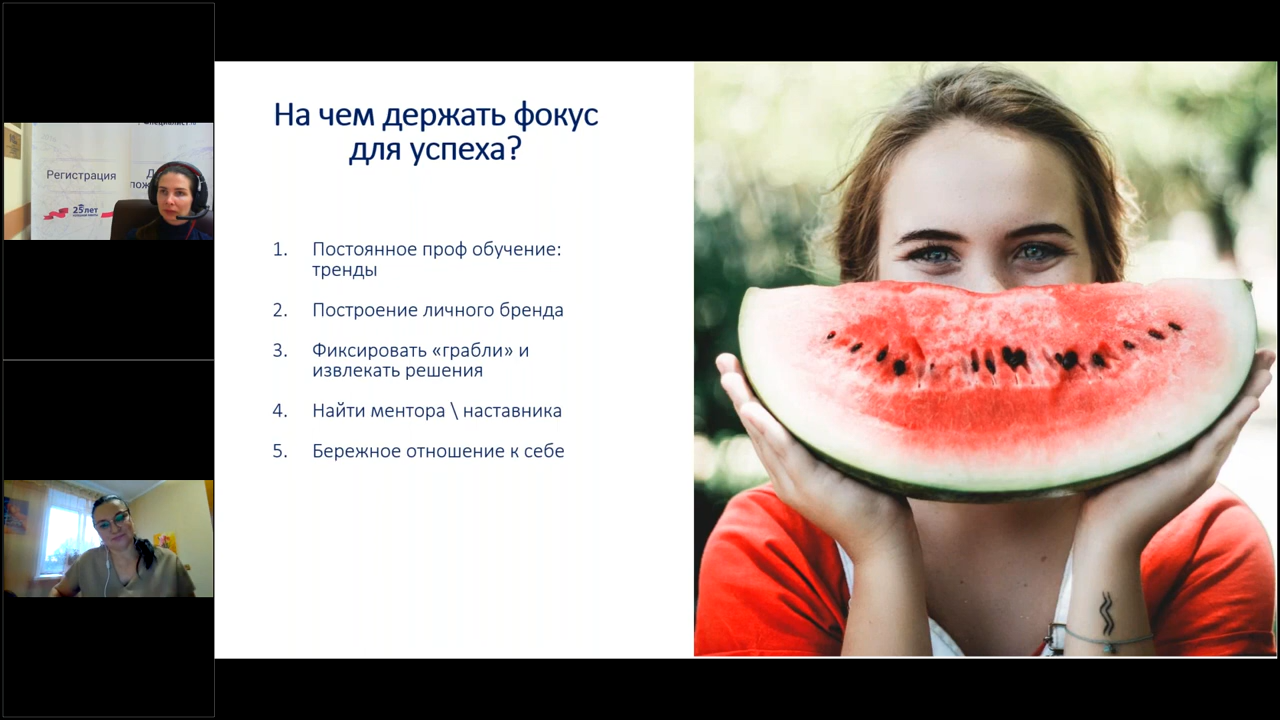 На чем держать фокус
для успеха?
1. Постоянное проф обучение:
тренды
2. Построение личного бренда
3. Фиксировать «грабли» и
извлекать решения
4. Найти ментора \ наставника
5. Бережное отношение к себе
Регистрация
25 лет